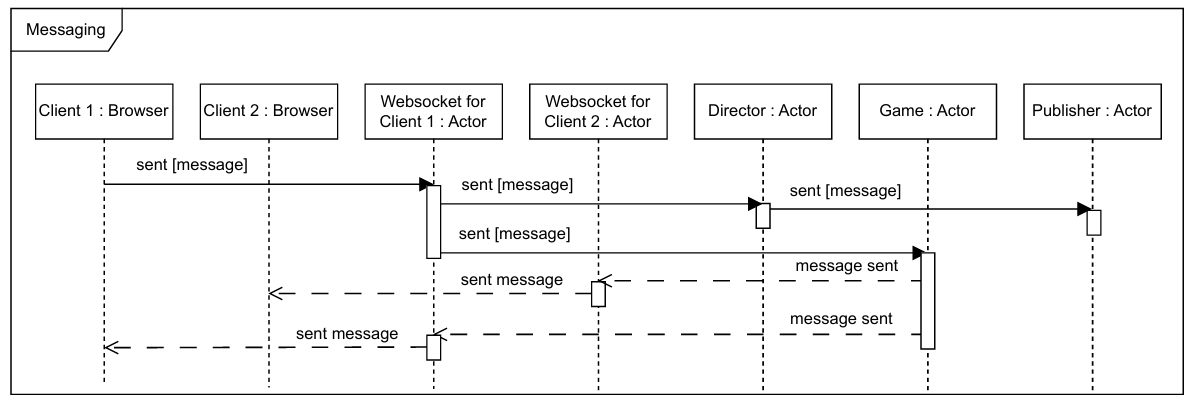 Messaging
Client 1 : Browser
Client 2 : Browser
Websocket for
Client 1 : Actor
Websocket for
Client 2 : Actor
Director : Actor
Game : Actor
Publisher : Actor
sent [message]
sent [message]
sent [message]
sent [message]
message sent
sent message
message sent
sent message